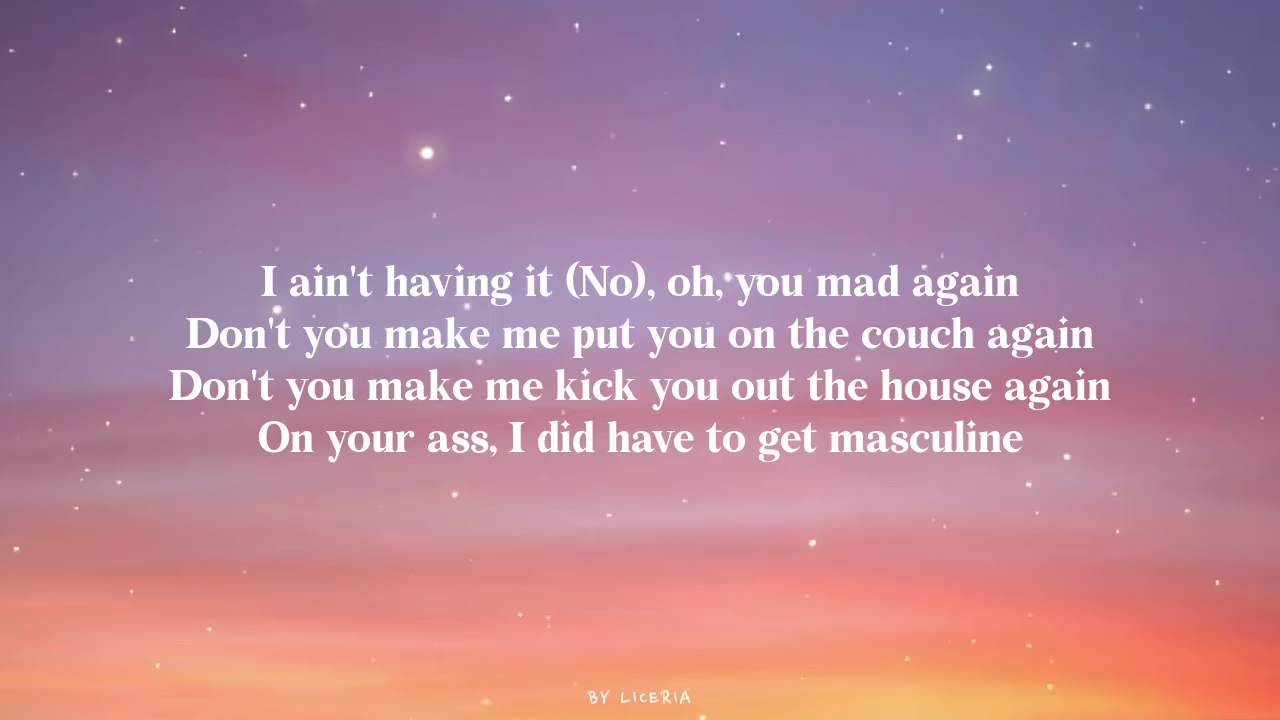 I ain't having it (No), oh, you mad again
Don't you make me put you on the couch again
Don't you make me kick you out the house again
On your ass, I did have to get masculine
BY LICERIA